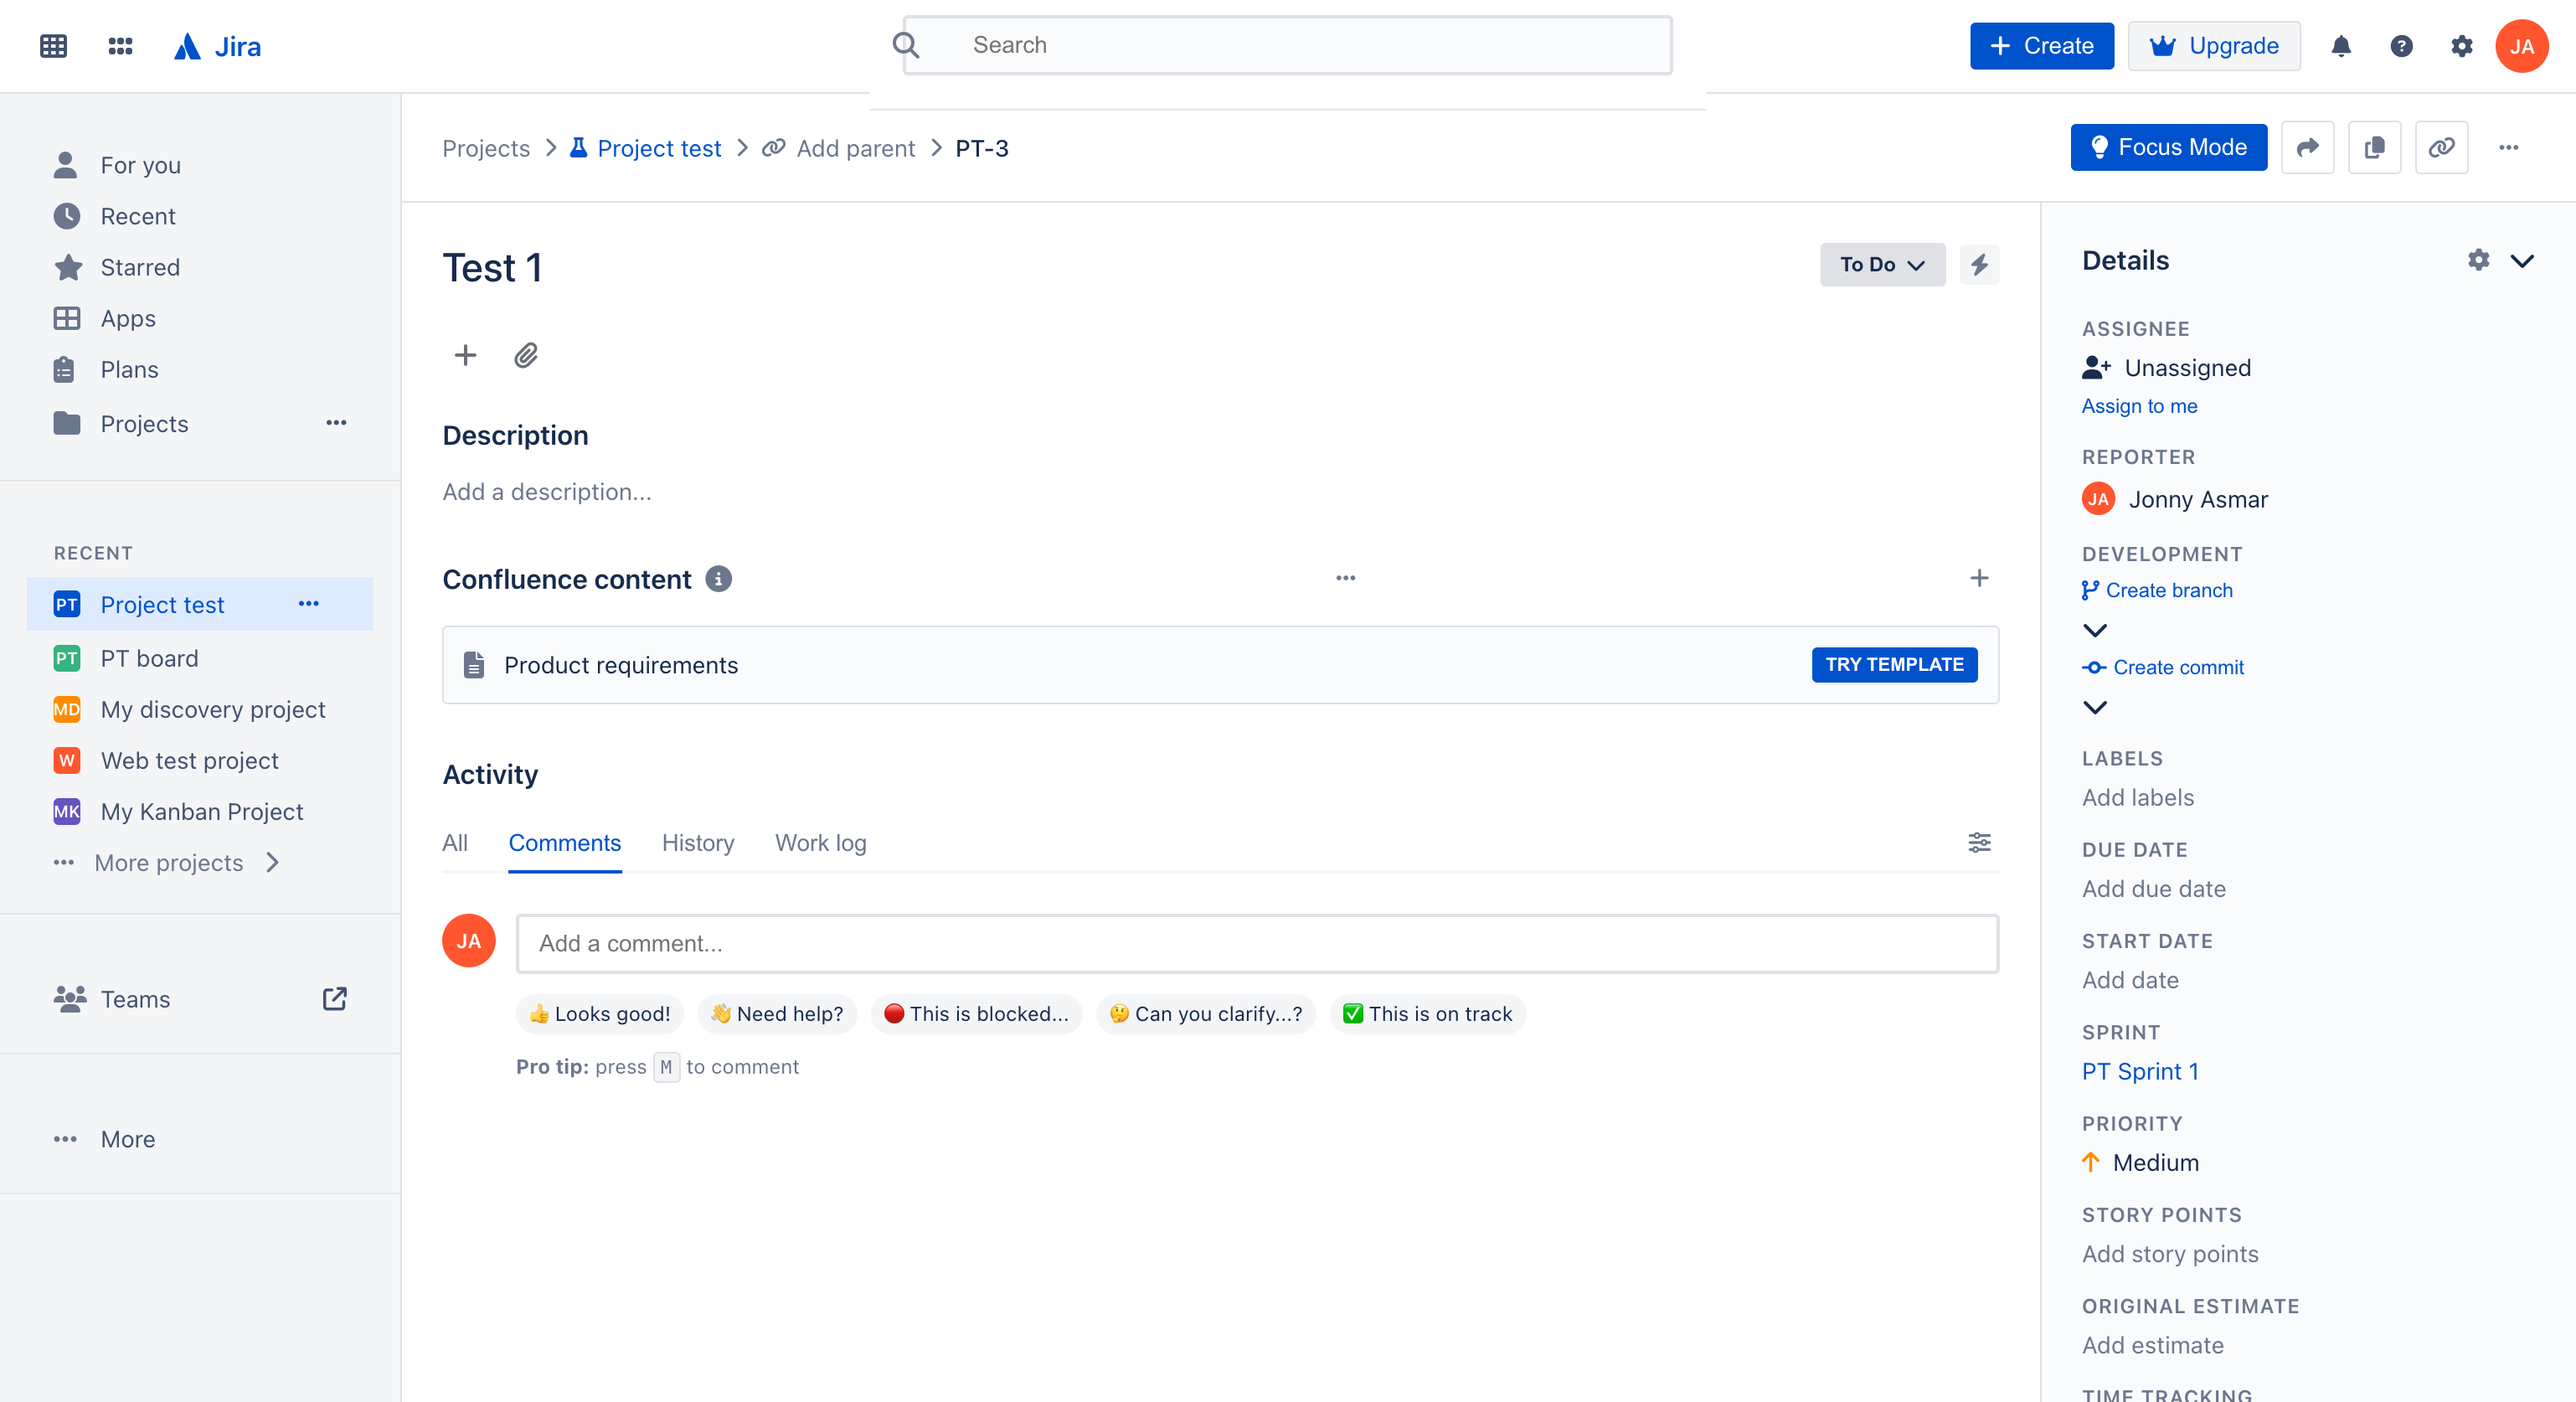 Jira
Search
Create
Upgrade
JA
For you
Recent
Starred
Apps
Plans
Projects
RECENT
PT Project test
PT PT board
MD My discovery project
W Web test project
MK My Kanban Project
More projects
Teams
More
Projects
Project test
Add parent
PT-3
Focus Mode
Test 1
To Do
Description
Add a description...
Confluence content
Product requirements
TRY TEMPLATE
Activity
All
Comments
History
Work log
JA
Add a comment...
Looks good!
Need help?
This is blocked...
Can you clarify...?
This is on track
Pro tip: press M to comment
Details
ASSIGNEE
Unassigned
Assign to me
REPORTER
JA Jonny Asmar
DEVELOPMENT
Create branch
Create commit
LABELS
Add labels
DUE DATE
Add due date
START DATE
Add date
SPRINT
PT Sprint 1
PRIORITY
Medium
STORY POINTS
Add story points
ORIGINAL ESTIMATE
Add estimate
TIME TRACKING